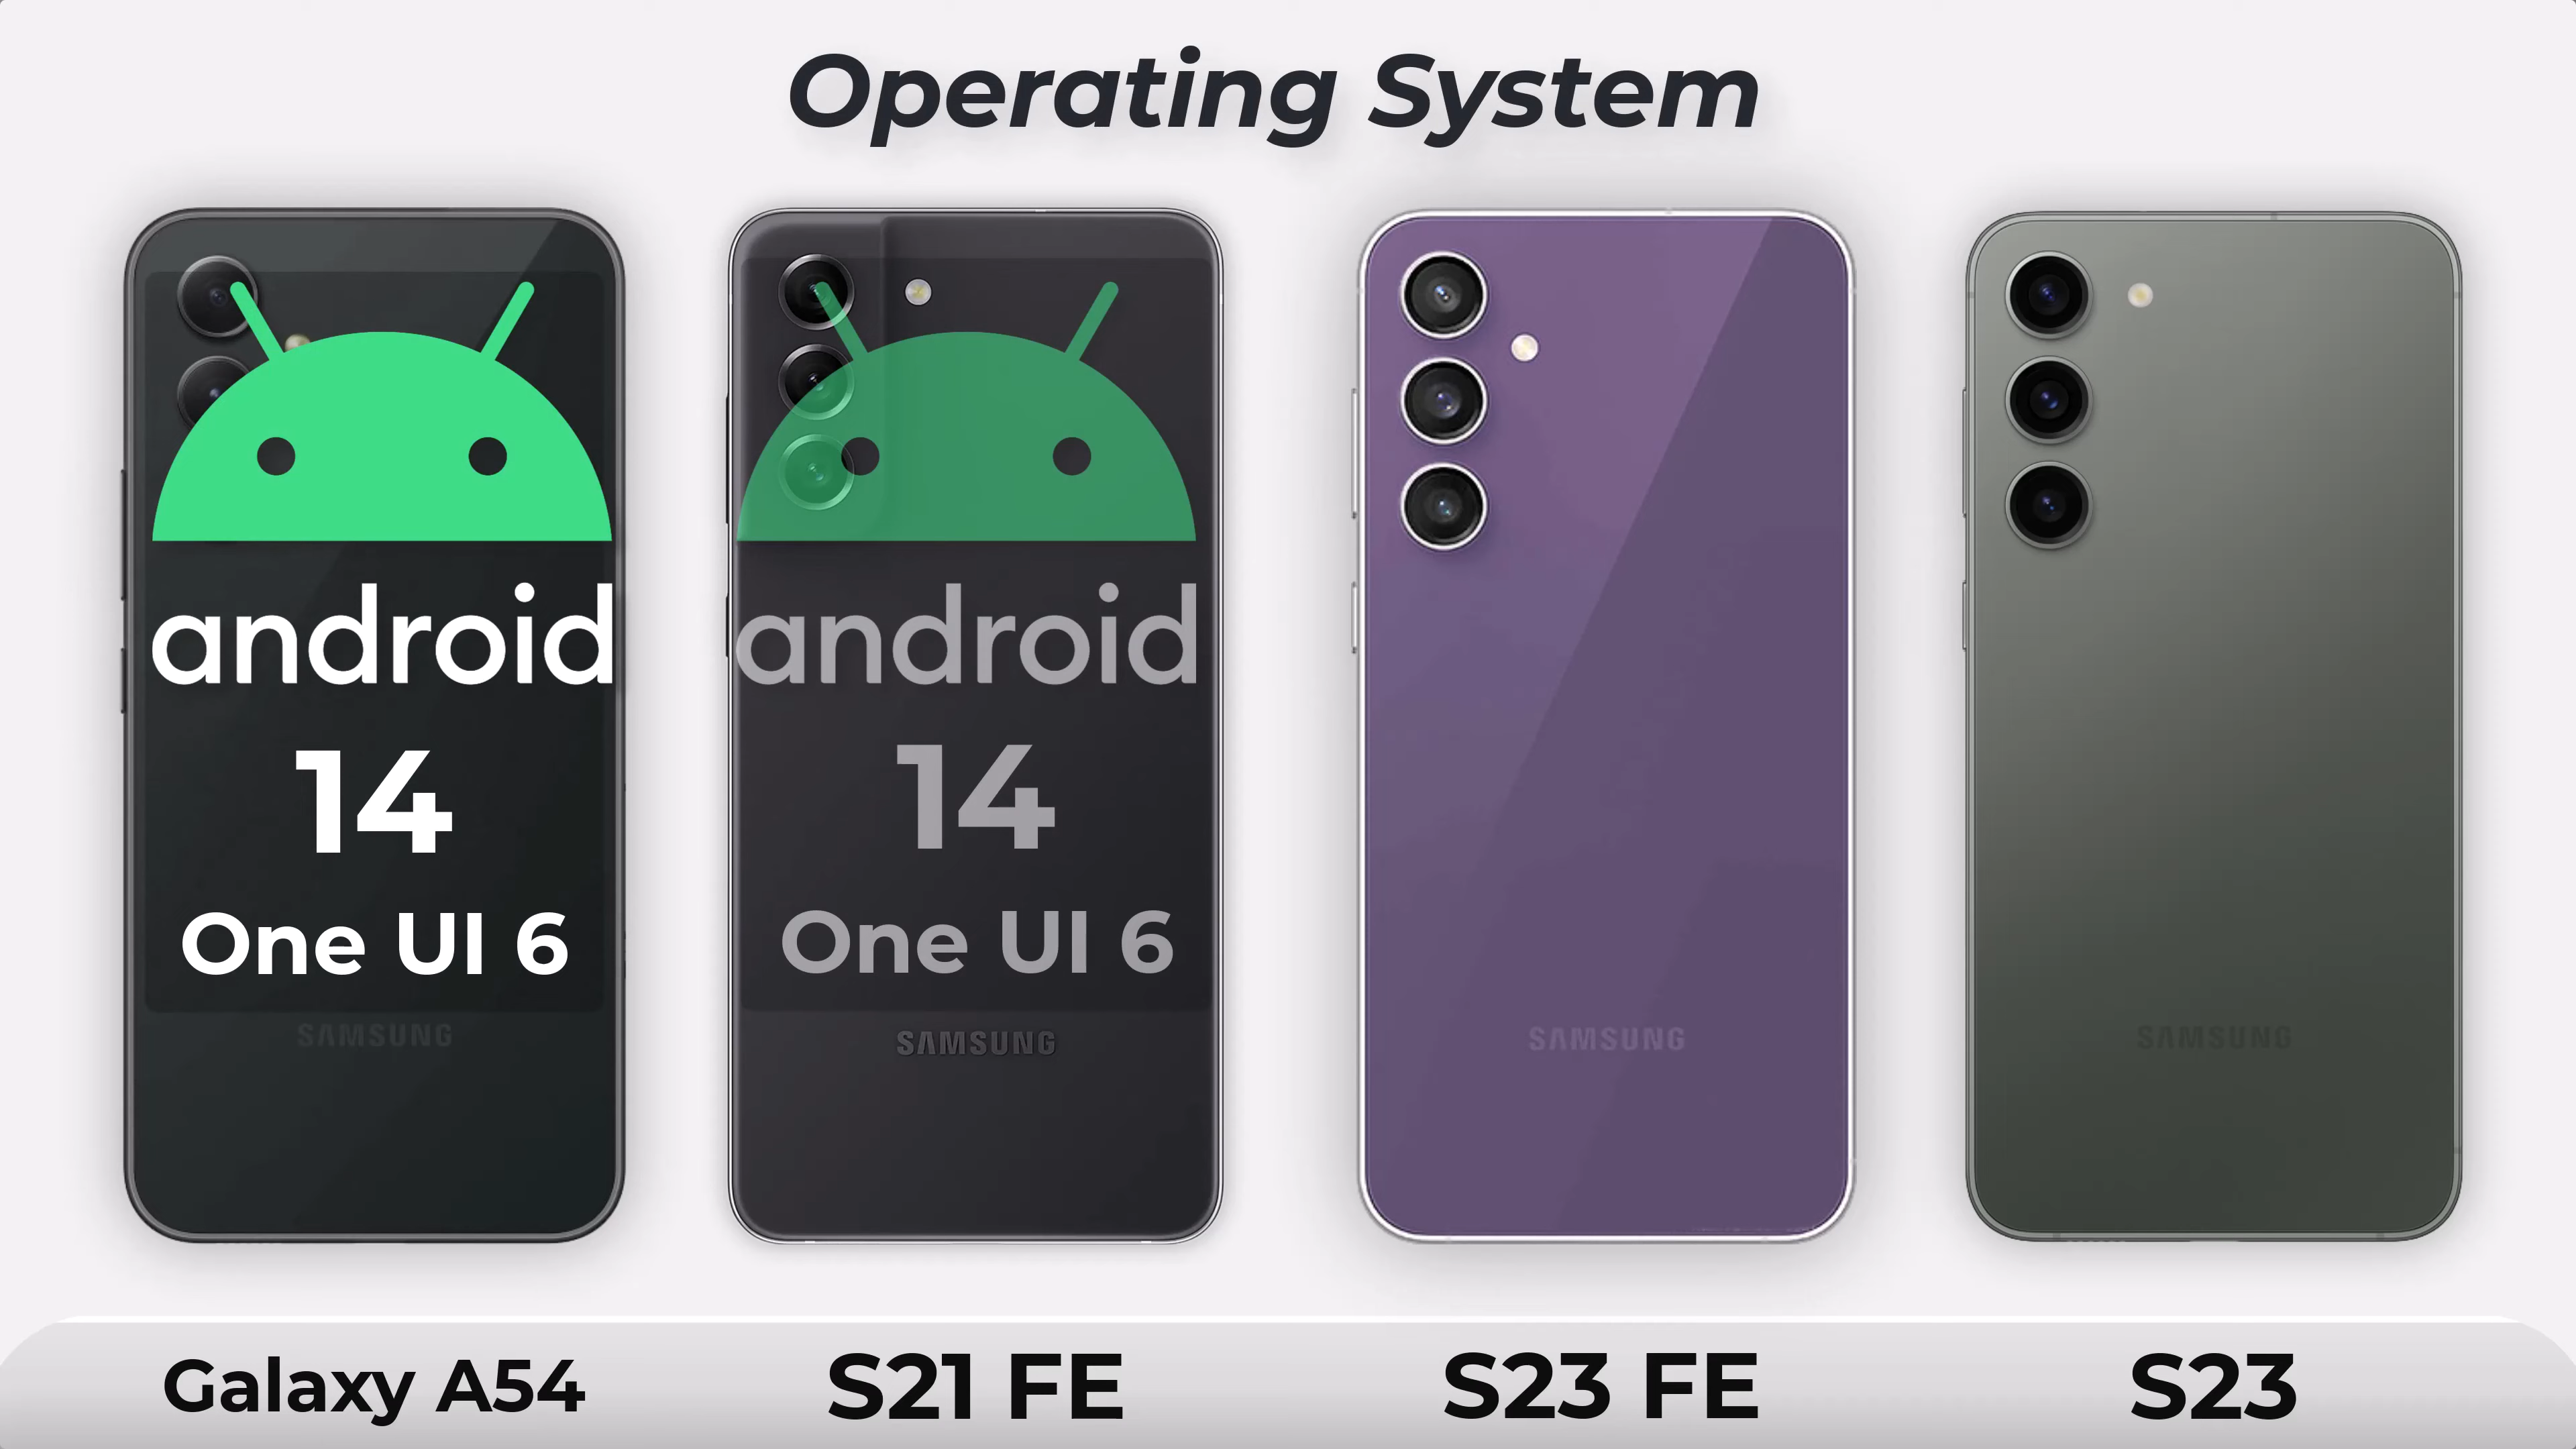 Operating System
android
14
One UI 6
SAMSUNG
android
14
One UI 6
SAMSUNG
SAMSUNG
SAMSUNG
Galaxy A54
S21 FE
S23 FE
S23